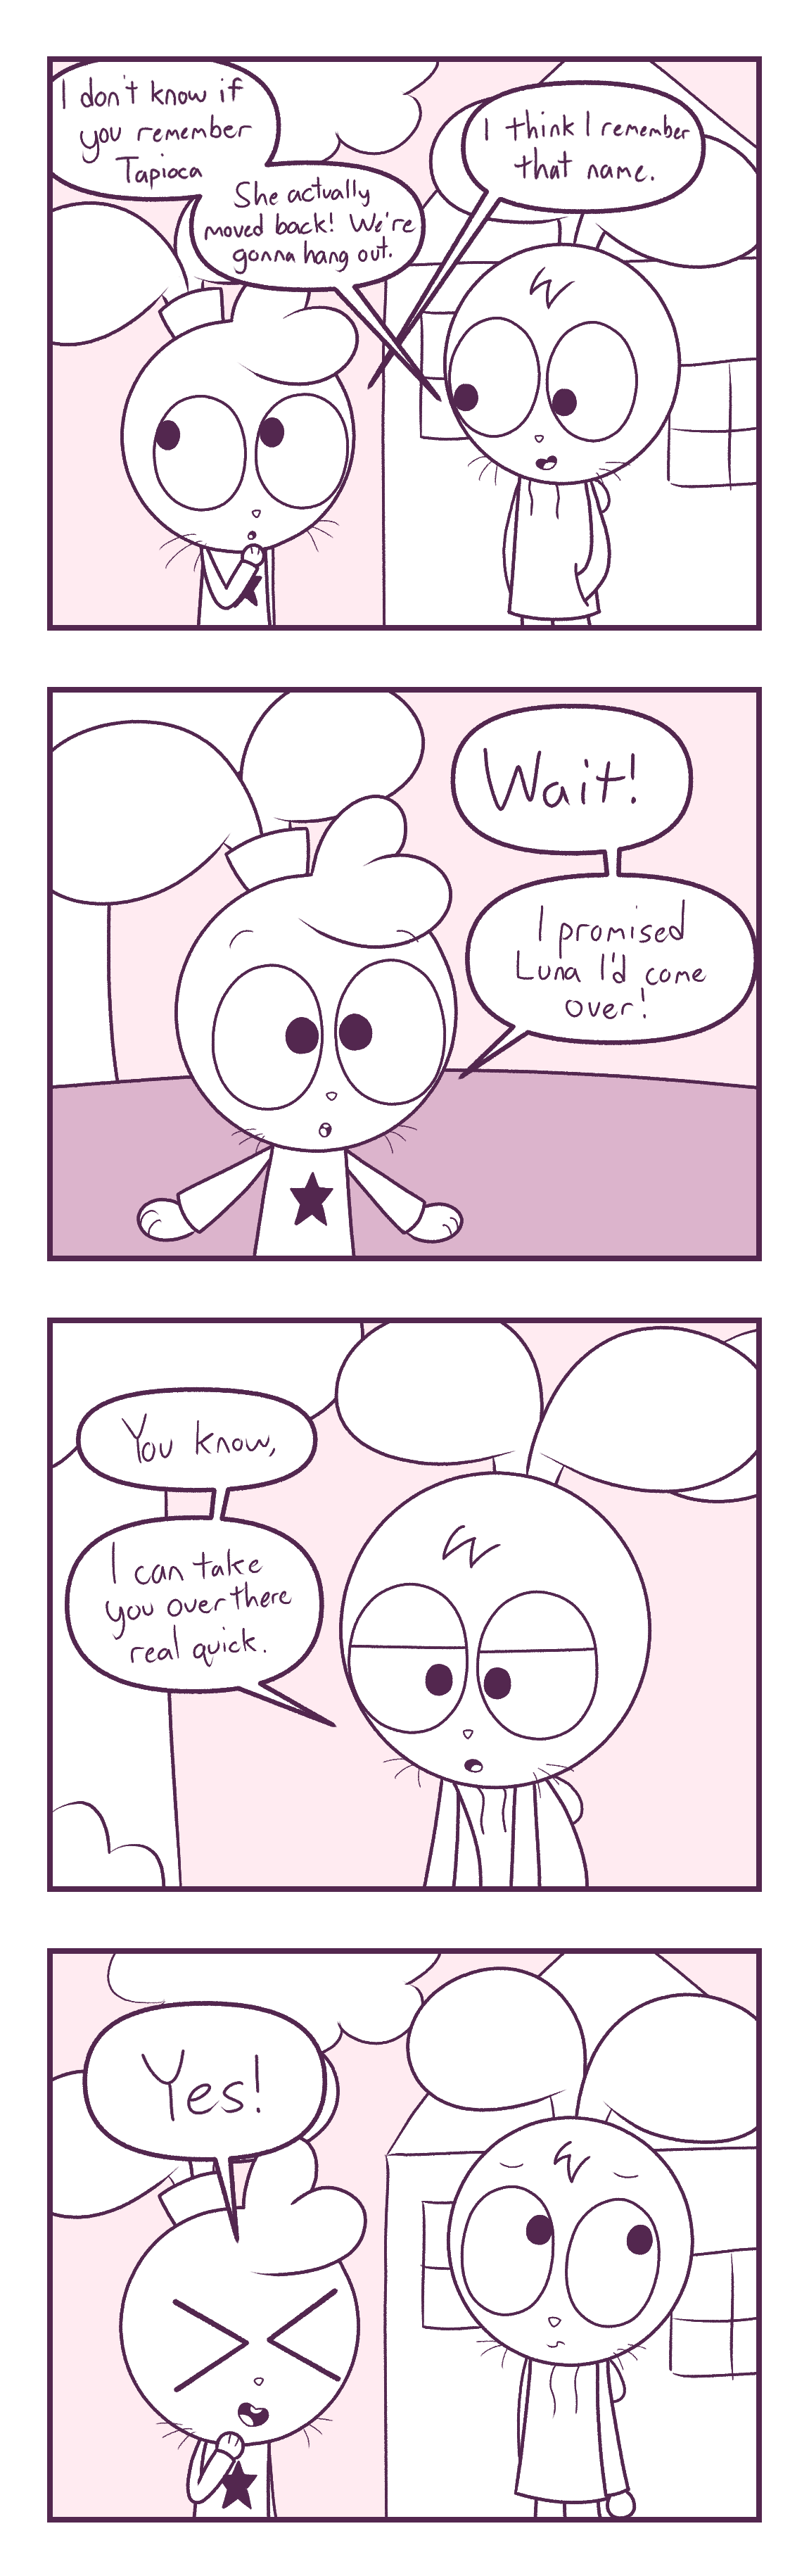 I don't know if
you remember
Tapioca
She actually
moved back! We're
gonna hang out.
I think I remember
that name.
Wait!
I promised
Luna I'd come
over!
You know,
I can take
you over there
real quick.
Yes!